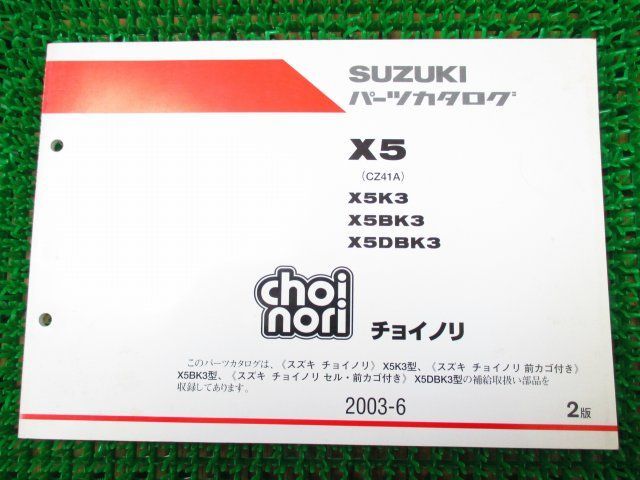 SUZUKI
パーツカタログ
X5
(CZ41A)
X5K3
X5BK3
X5DBK3
choi
nori チョイノリ
このパーツカタログは、〈スズキ チョイノリ〉X5K3型、〈スズキ チョイノリ 前カゴ付き〉
X5BK3型、〈スズキ チョイノリ セル・前カゴ付き〉 X5DBK3型の補給取扱い部品を
収録してあります。
2003-6 2版